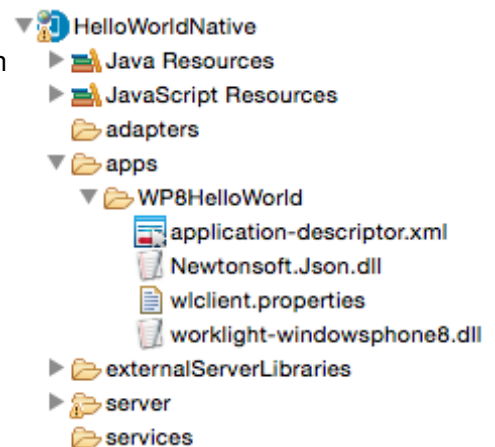 HelloWorldNative
n
Java Resources
JavaScript Resources
adapters
apps
WP8HelloWorld
application-descriptor.xml
Newtonsoft.Json.dll
wlclient.properties
worklight-windowsphone8.dll
externalServerLibraries
server
services